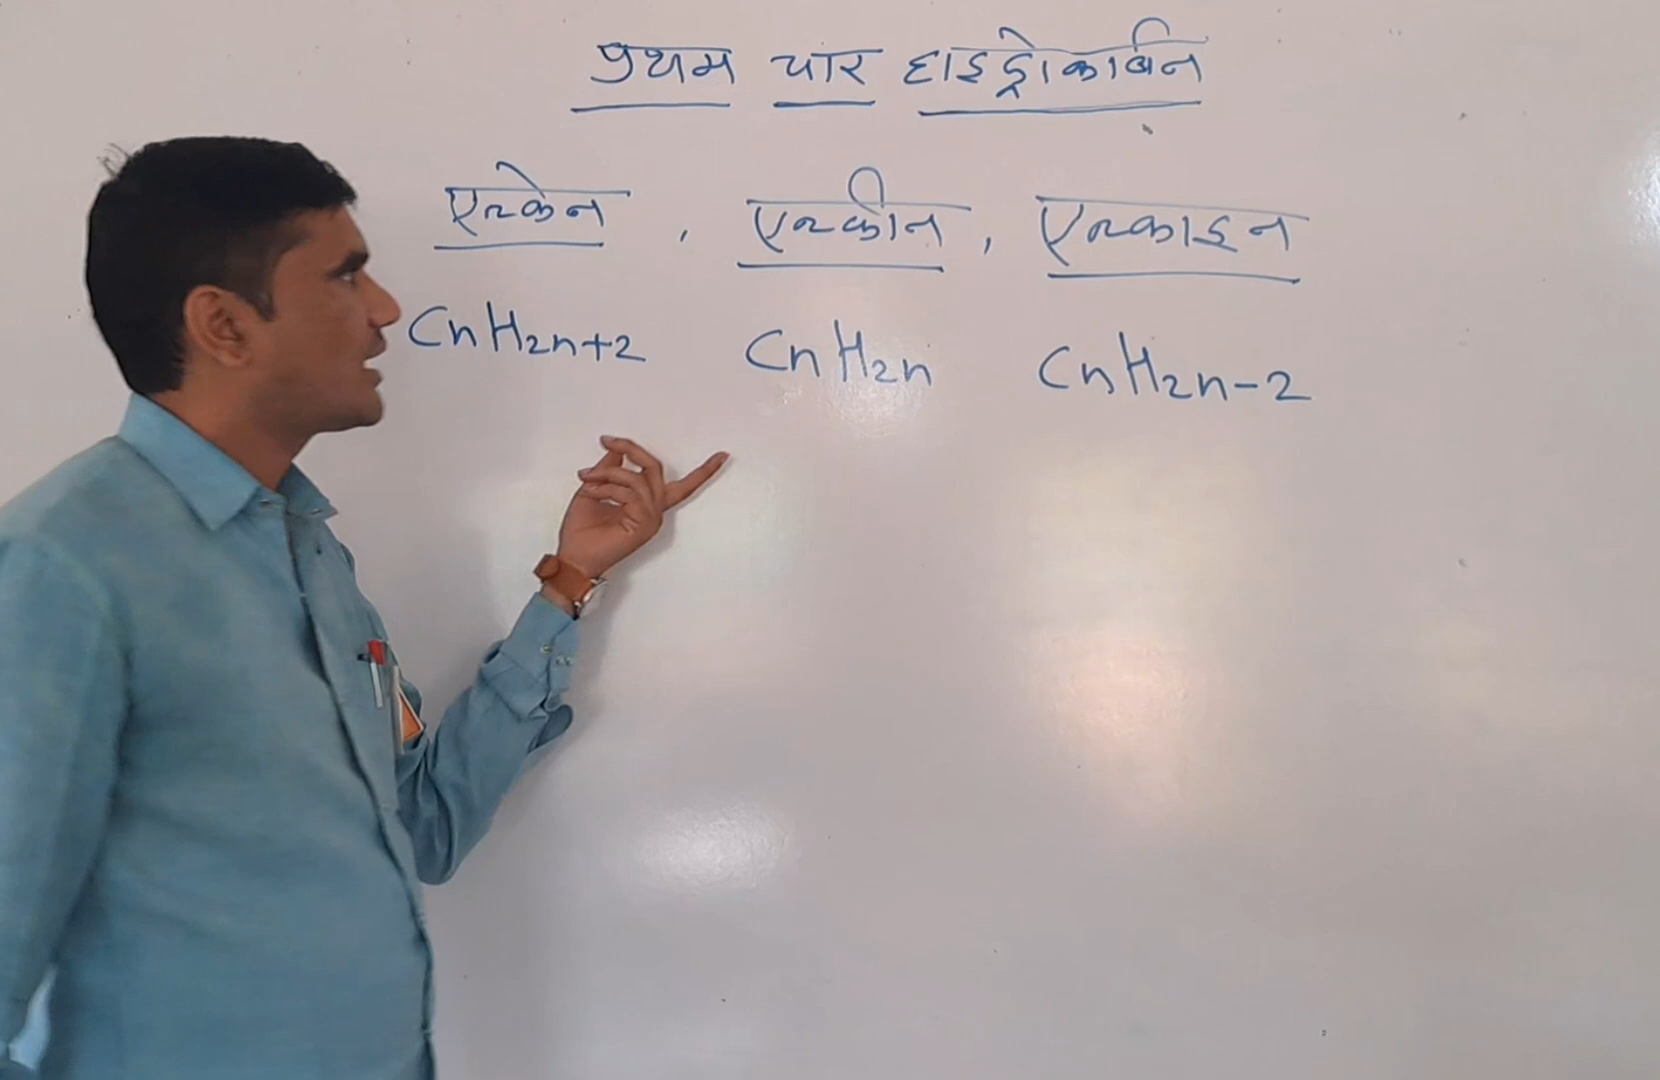 प्रथम चार हाइड्रोकार्बन
एल्केन , एल्कीन , एल्काइन
CnH2n+2 CnH2n CnH2n-2